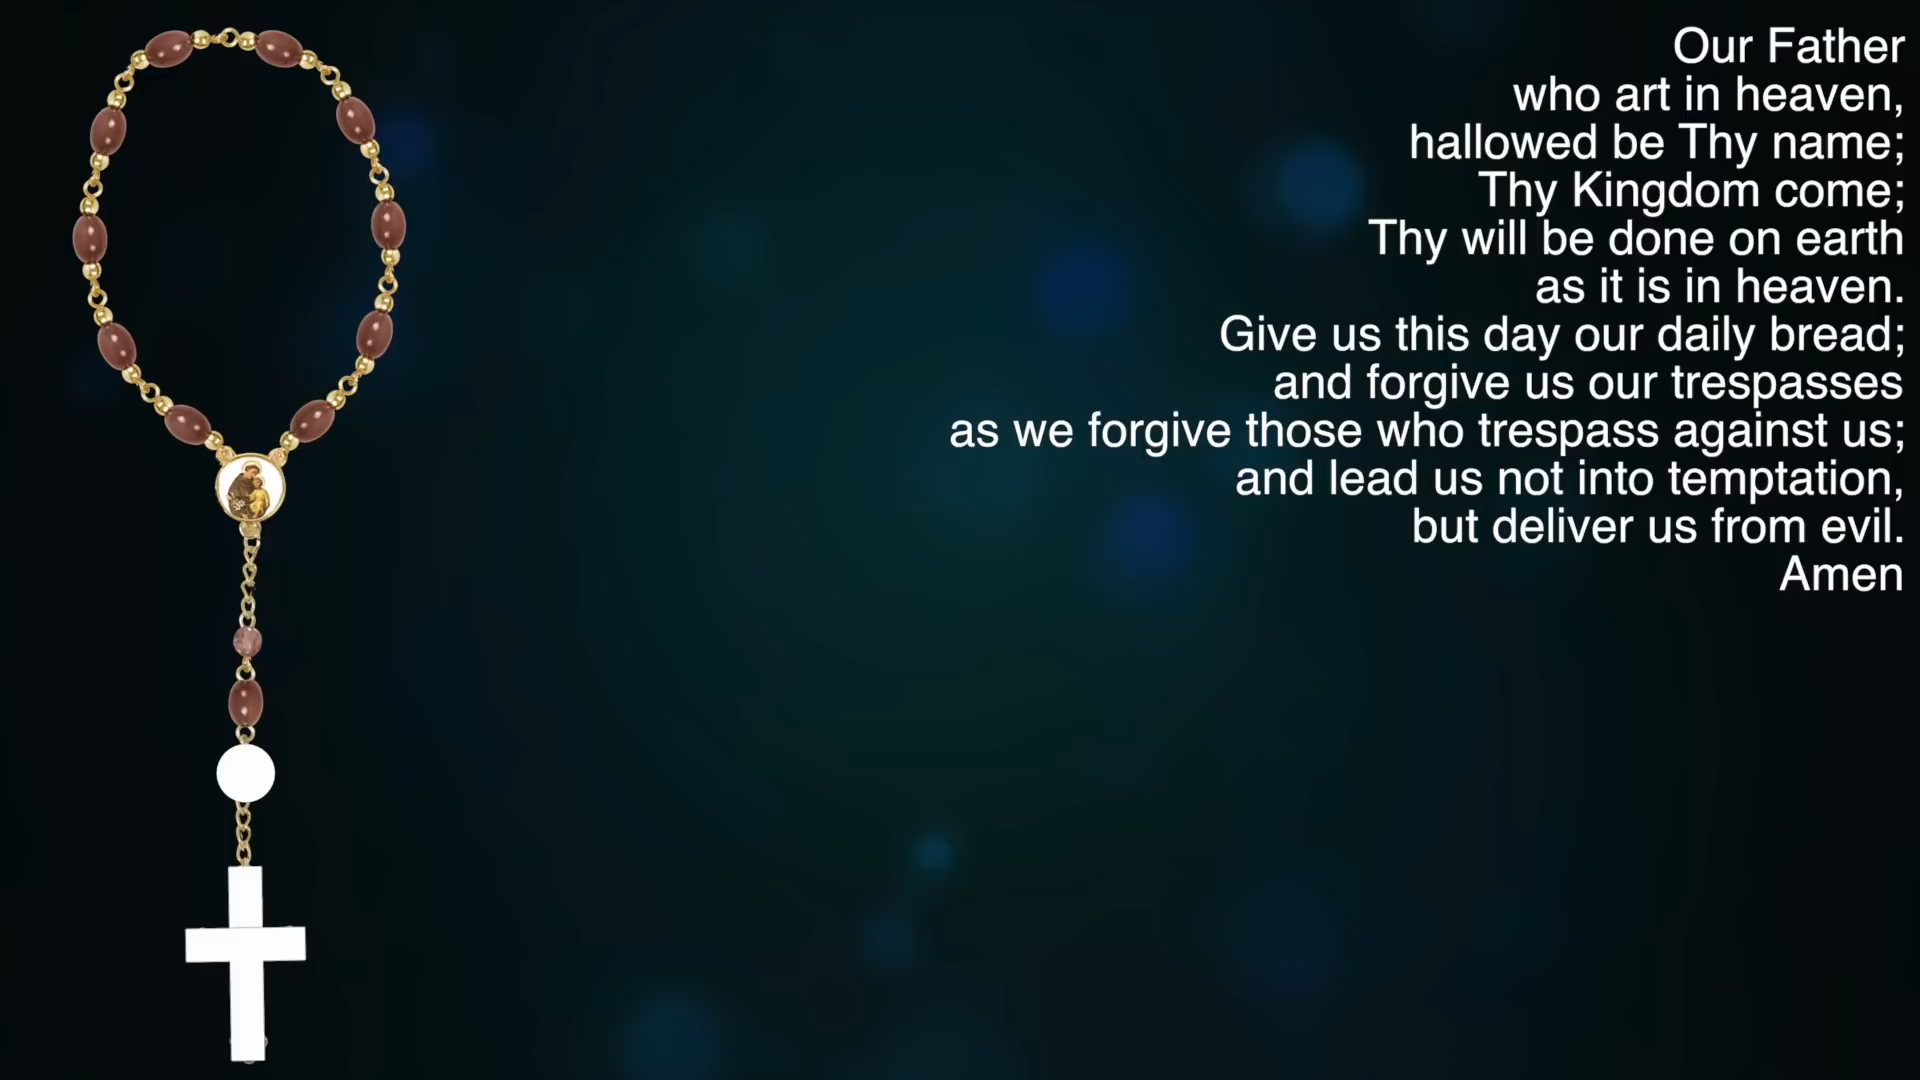 Our Father
who art in heaven,
hallowed be Thy name;
Thy Kingdom come;
Thy will be done on earth
as it is in heaven.
Give us this day our daily bread;
and forgive us our trespasses
as we forgive those who trespass against us;
and lead us not into temptation,
but deliver us from evil.
Amen